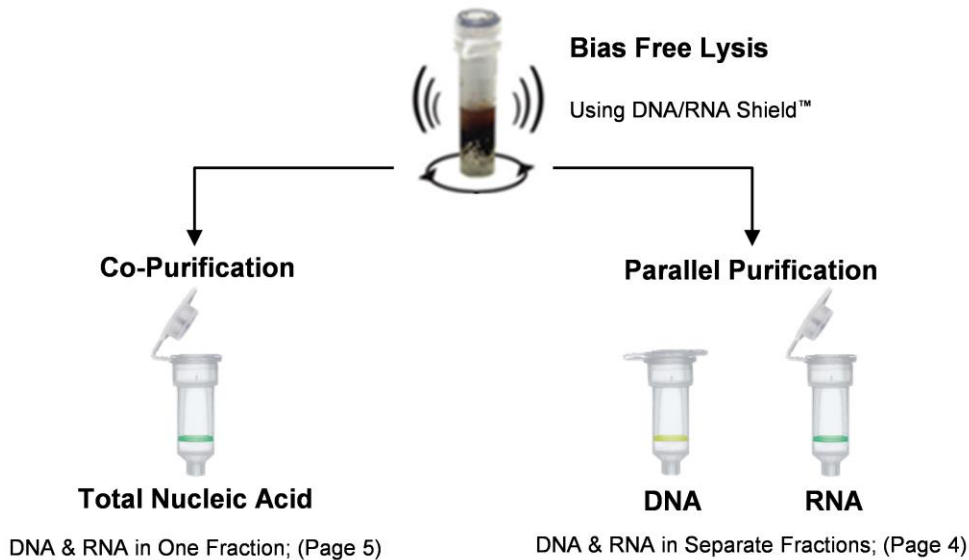 Bias Free Lysis
Using DNA/RNA Shield™
Co-Purification
Parallel Purification
Total Nucleic Acid
DNA
RNA
DNA & RNA in One Fraction; (Page 5)
DNA & RNA in Separate Fractions; (Page 4)